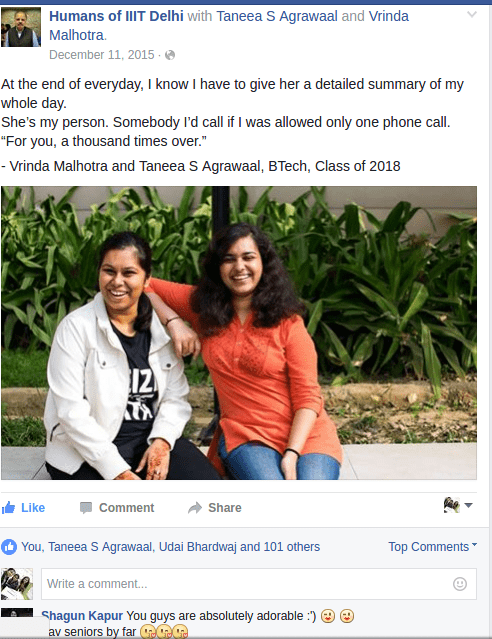 Humans of IIIT Delhi with Taneea S Agrawaal and Vrinda
Malhotra.
December 11, 2015 ·
At the end of everyday, I know I have to give her a detailed summary of my
whole day.
She's my person. Somebody I'd call if I was allowed only one phone call.
“For you, a thousand times over.”
- Vrinda Malhotra and Taneea S Agrawaal, BTech, Class of 2018
IZ
Like Comment Share
You, Taneea S Agrawaal, Udai Bhardwaj and 101 others Top Comments
Write a comment...
Shagun Kapur You guys are absolutely adorable :')
av seniors by far